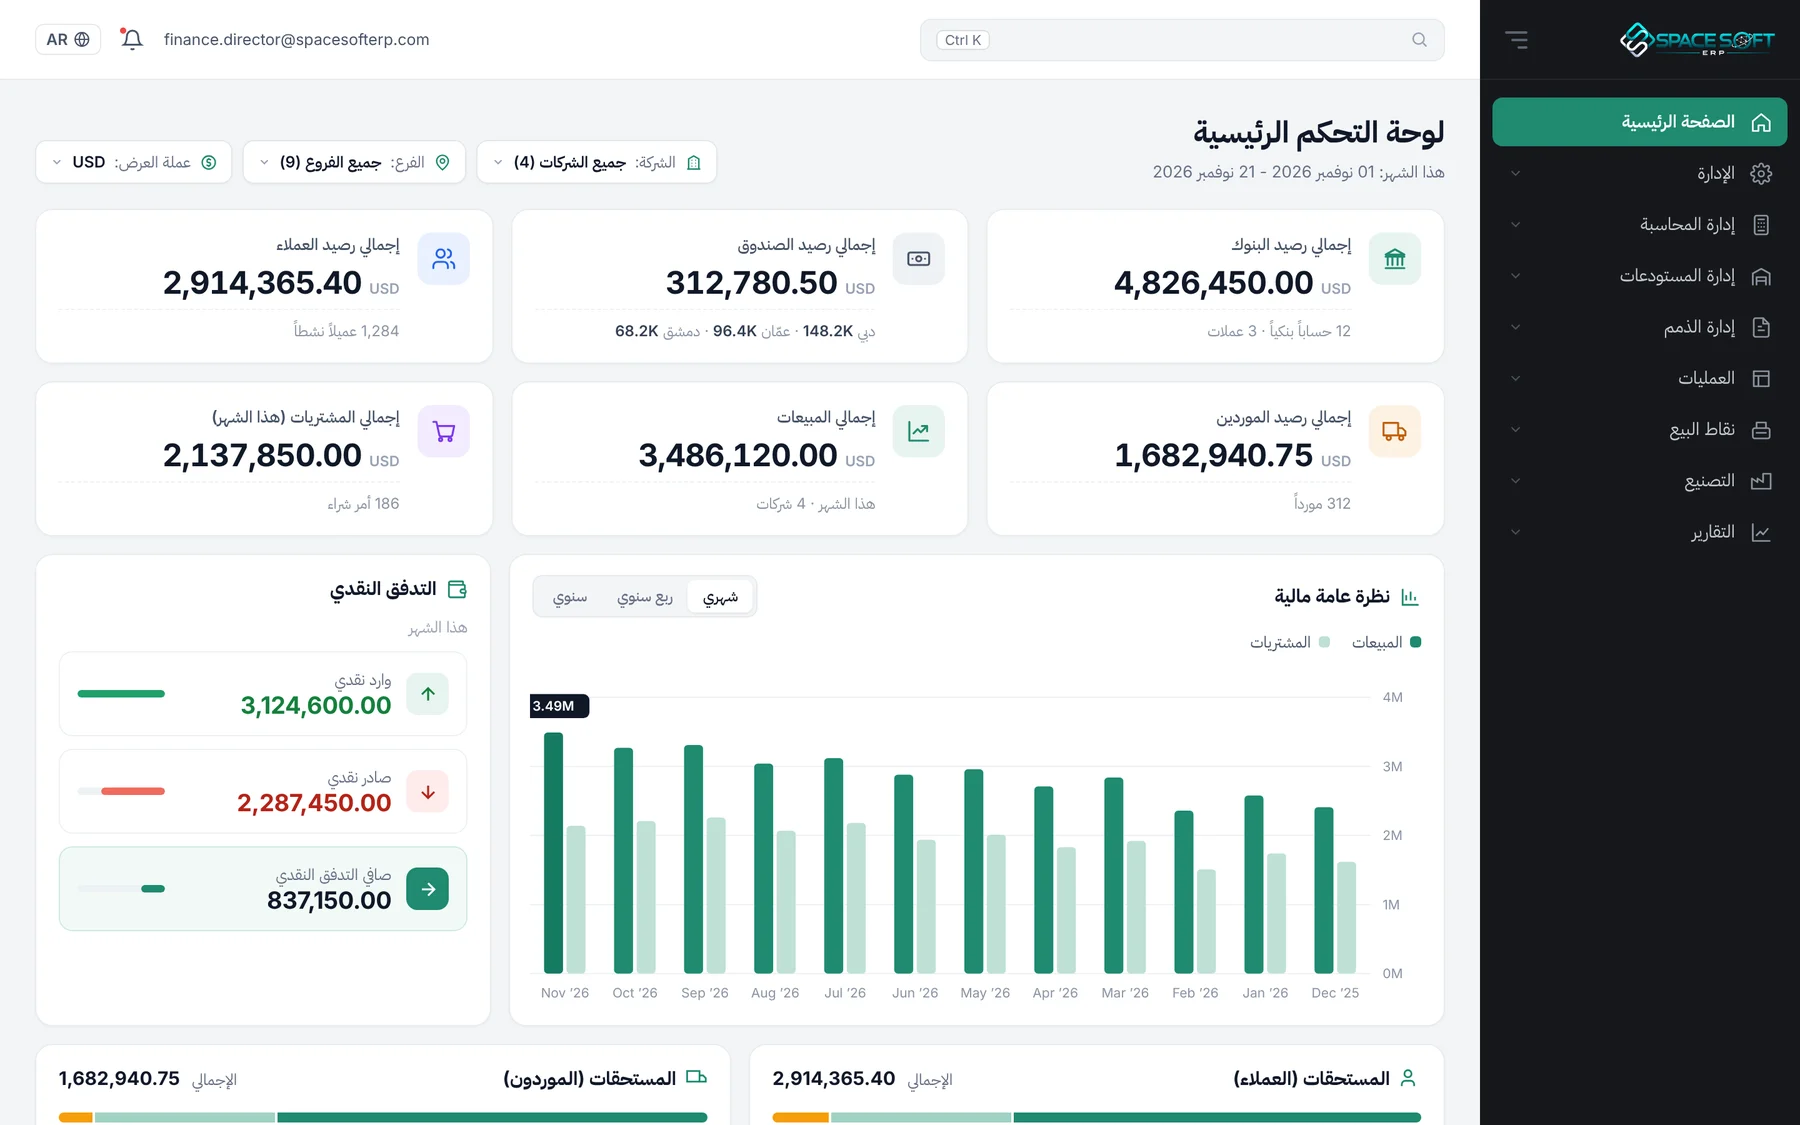 SPACE SOFT
ERP
الصفحة الرئيسية
الإدارة
إدارة المحاسبة
إدارة المستودعات
إدارة الذمم
العمليات
نقاط البيع
التصنيع
التقارير
Ctrl K
finance.director@spacesofterp.com
AR
لوحة التحكم الرئيسية
هذا الشهر: 01 نوفمبر 2026 - 21 نوفمبر 2026
الشركة: جميع الشركات (4)
الفرع: جميع الفروع (9)
عملة العرض: USD
إجمالي رصيد البنوك
4,826,450.00 USD
12 حساباً بنكياً · 3 عملات
إجمالي رصيد الصندوق
312,780.50 USD
دبي 148.2K · عمّان 96.4K · دمشق 68.2K
إجمالي رصيد العملاء
2,914,365.40 USD
1,284 عميلاً نشطاً
إجمالي رصيد الموردين
1,682,940.75 USD
312 مورداً
إجمالي المبيعات
3,486,120.00 USD
هذا الشهر · 4 شركات
إجمالي المشتريات (هذا الشهر)
2,137,850.00 USD
186 أمر شراء
نظرة عامة مالية
شهري
ربع سنوي
سنوي
المبيعات
المشتريات
3.49M
4M
3M
2M
1M
0M
Nov ’26 Oct ’26 Sep ’26 Aug ’26 Jul ’26 Jun ’26 May ’26 Apr ’26 Mar ’26 Feb ’26 Jan ’26 Dec ’25
التدفق النقدي
هذا الشهر
وارد نقدي
3,124,600.00
صادر نقدي
2,287,450.00
صافي التدفق النقدي
837,150.00
المستحقات (العملاء)
الإجمالي 2,914,365.40
المستحقات (الموردون)
الإجمالي 1,682,940.75